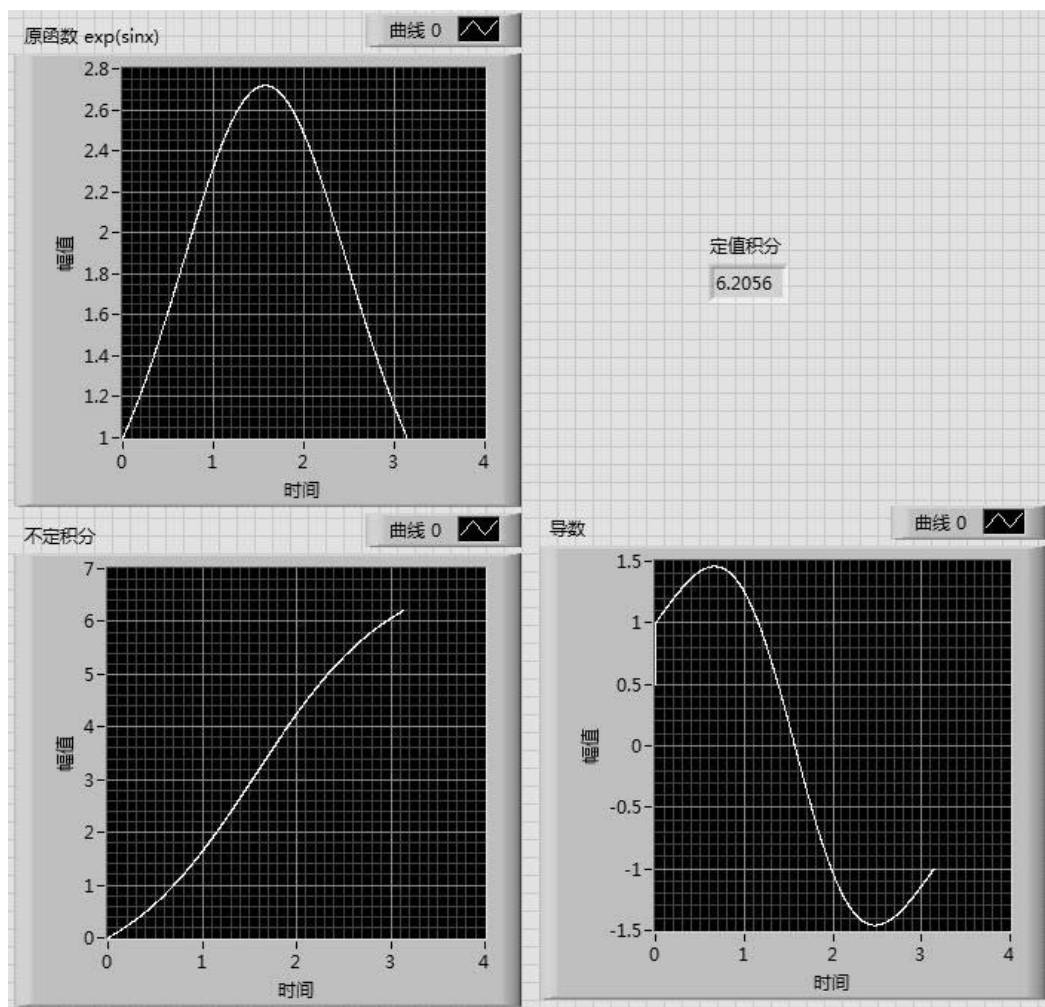 原函数 exp(sinx)
曲线 0
2.8
2.6
2.4
2.2
2
1.8
1.6
1.4
1.2
1
幅值
0 1 2 3 4
时间
定值积分
6.2056
不定积分
曲线 0
7
6
5
4
3
2
1
0
幅值
0 1 2 3 4
时间
导数
曲线 0
1.5
1
0.5
0
-0.5
-1
-1.5
幅值
0 1 2 3 4
时间